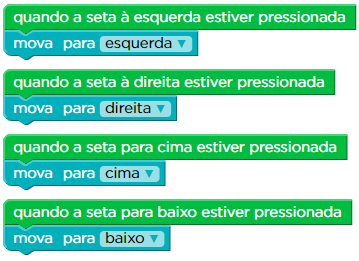 quando a seta à esquerda estiver pressionada
mova para esquerda
quando a seta à direita estiver pressionada
mova para direita
quando a seta para cima estiver pressionada
mova para cima
quando a seta para baixo estiver pressionada
mova para baixo